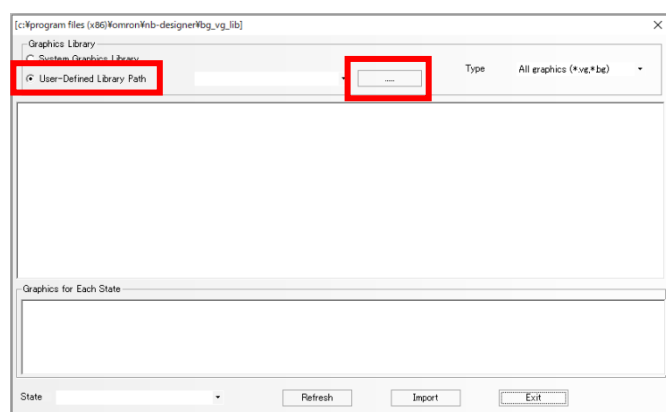 [c:¥program files (x86)¥omron¥nb-designer¥bg_vg_lib]
Graphics Library
System Graphics Library
User-Defined Library Path
....
Type
All graphics (*.vg,*.bg)
Graphics for Each State
State
Refresh
Import
Exit